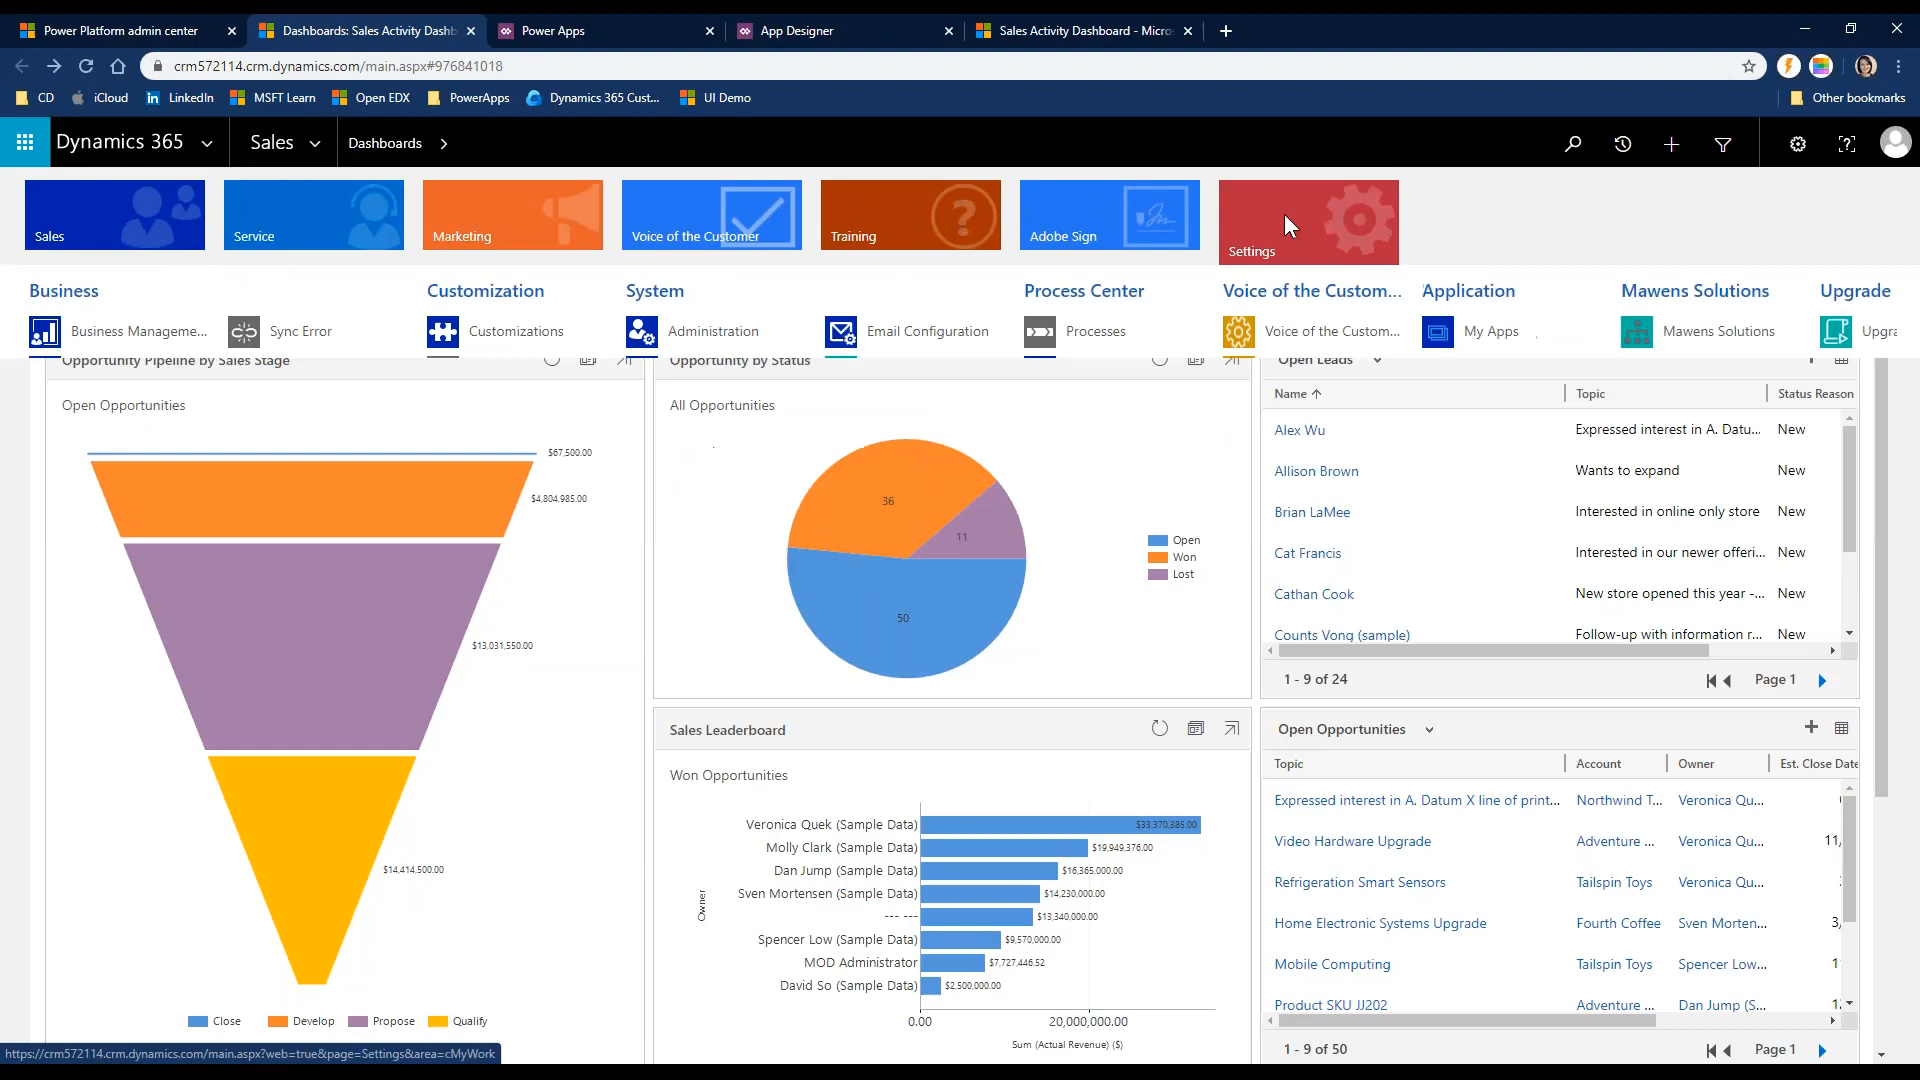 Power Platform admin center
Dashboards: Sales Activity Dashb
Power Apps
App Designer
Sales Activity Dashboard - Micro
crm572114.crm.dynamics.com/main.aspx#976841018
CD
iCloud
LinkedIn
MSFT Learn
Open EDX
PowerApps
Dynamics 365 Cust...
UI Demo
Other bookmarks
Dynamics 365
Sales
Dashboards
Sales
Service
Marketing
Voice of the Customer
Training
Adobe Sign
Settings
Business
Customization
System
Process Center
Voice of the Custom...
Application
Mawens Solutions
Upgrade
Business Manageme...
Sync Error
Customizations
Administration
Email Configuration
Processes
Voice of the Custom...
My Apps
Mawens Solutions
Upgra
Opportunity Pipeline by Sales Stage
Open Opportunities
$67,500.00
$4,804,985.00
$13,031,550.00
$14,414,500.00
Close
Develop
Propose
Qualify
Opportunity by Status
All Opportunities
36
11
50
Open
Won
Lost
Open Leads
Name
Topic
Status Reason
Alex Wu
Expressed interest in A. Datu...
New
Allison Brown
Wants to expand
New
Brian LaMee
Interested in online only store
New
Cat Francis
Interested in our newer offeri...
New
Cathan Cook
New store opened this year -...
New
Counts Vong (sample)
Follow-up with information r...
New
1 - 9 of 24
Page 1
Sales Leaderboard
Won Opportunities
Owner
Veronica Quek (Sample Data)
$33,370,385.00
Molly Clark (Sample Data)
$19,949,376.00
Dan Jump (Sample Data)
$16,365,000.00
Sven Mortensen (Sample Data)
$14,230,000.00
--- ---
$13,340,000.00
Spencer Low (Sample Data)
$9,570,000.00
MOD Administrator
$7,727,446.52
David So (Sample Data)
$2,500,000.00
0.00
20,000,000.00
Sum (Actual Revenue) ($)
Open Opportunities
Topic
Account
Owner
Est. Close Date
Expressed interest in A. Datum X line of print...
Northwind T...
Veronica Qu...
Video Hardware Upgrade
Adventure ...
Veronica Qu...
11/
Refrigeration Smart Sensors
Tailspin Toys
Veronica Qu...
Home Electronic Systems Upgrade
Fourth Coffee
Sven Morten...
3/
Mobile Computing
Tailspin Toys
Spencer Low...
1
Product SKU JJ202
Adventure ...
Dan Jump (S...
1 - 9 of 50
Page 1
https://crm572114.crm.dynamics.com/main.aspx?web=true&page=Settings&area=cMyWork